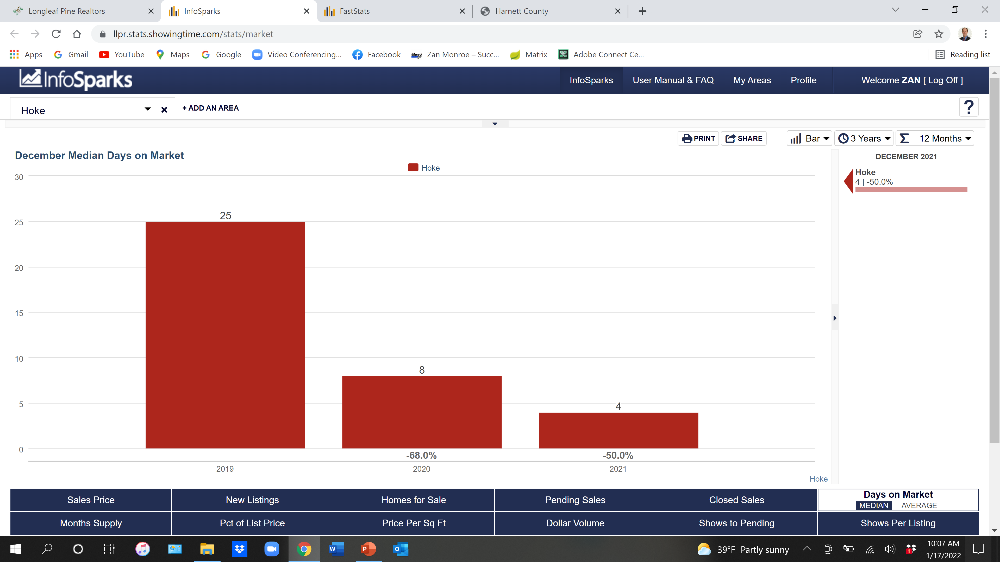 Longleaf Pine Realtors
InfoSparks
FastStats
Harnett County
llpr.stats.showingtime.com/stats/market
Apps
Gmail
YouTube
Maps
Google
Video Conferencing...
Facebook
Monroe
Zan Monroe – Succ...
Matrix
Adobe Connect Ce...
Reading list
InfoSparks
InfoSparks
User Manual & FAQ
My Areas
Profile
Welcome ZAN [ Log Off ]
Hoke
+ ADD AN AREA
?
PRINT
SHARE
Bar
3 Years
Σ 12 Months
December Median Days on Market
Hoke
DECEMBER 2021
Hoke
4 | -50.0%
30
25
20
15
10
5
0
25
8
4
-68.0%
-50.0%
2019
2020
2021
Hoke
Sales Price
New Listings
Homes for Sale
Pending Sales
Closed Sales
Days on Market
MEDIAN AVERAGE
Months Supply
Pct of List Price
Price Per Sq Ft
Dollar Volume
Shows to Pending
Shows Per Listing
W
P
O
39°F Partly sunny
1
10:07 AM
1/17/2022